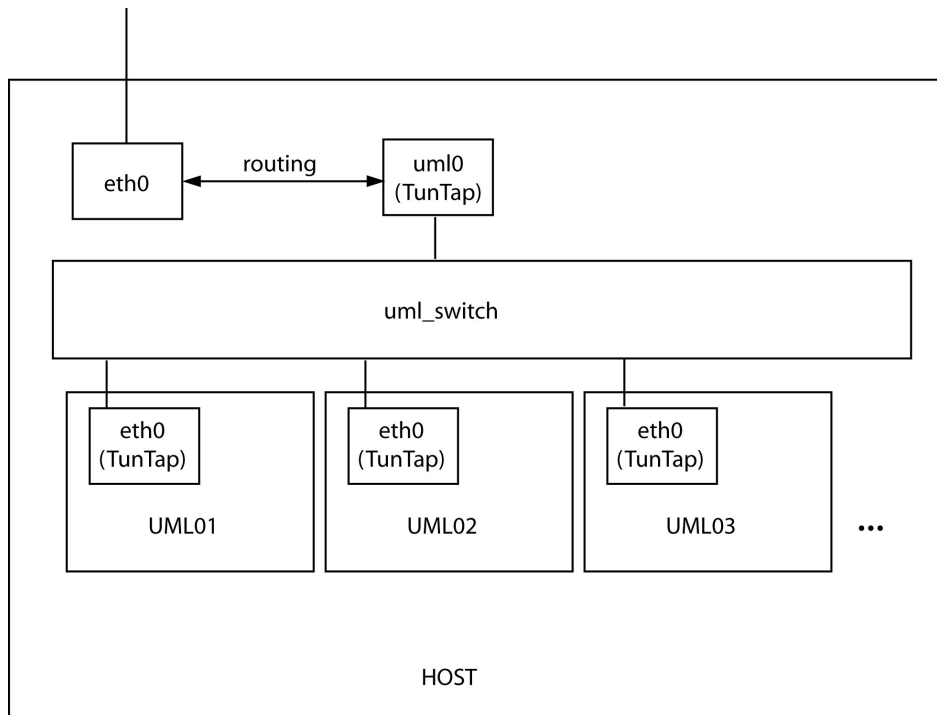 routing
eth0
uml0
(TunTap)
uml_switch
eth0
(TunTap)
UML01
eth0
(TunTap)
UML02
eth0
(TunTap)
UML03
...
HOST